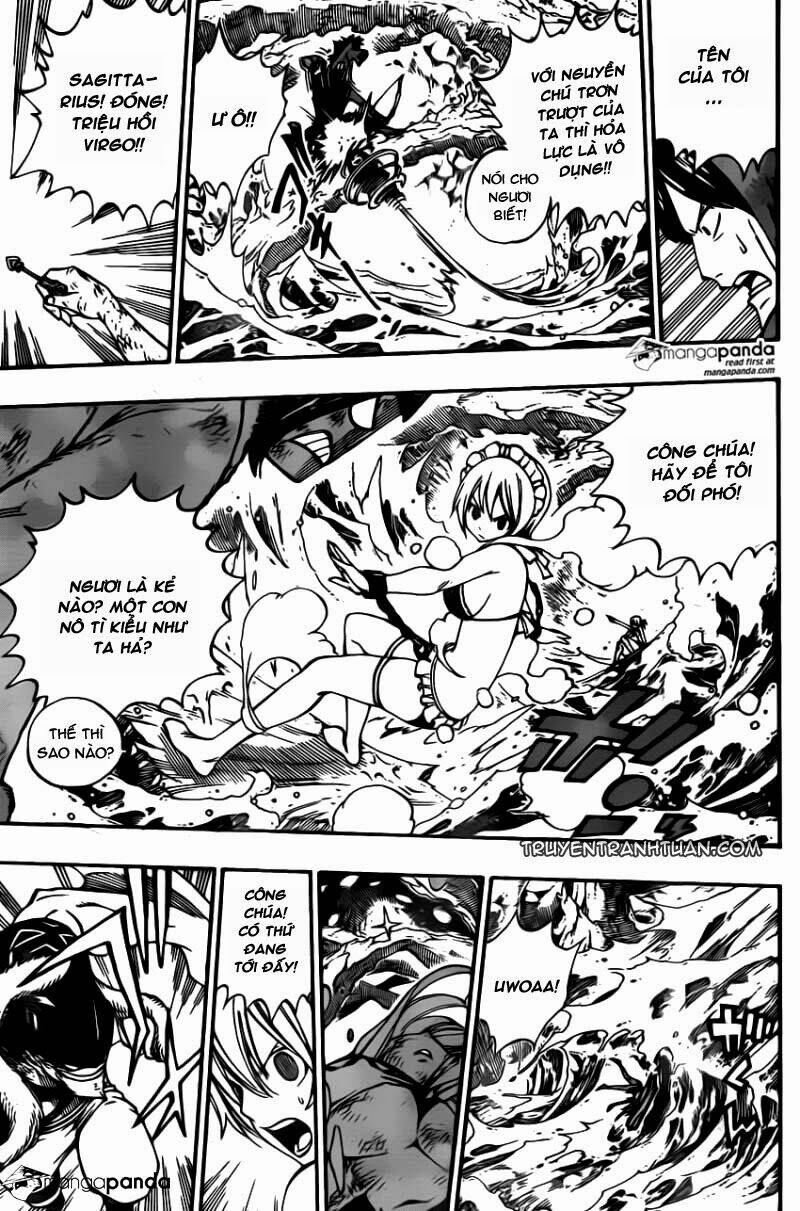 TÊN
CỦA TÔI
...
VỚI NGUYỀN
CHÚ TRƠN
TRƯỢT CỦA
TA THÌ HỎA
LỰC LÀ VÔ
DỤNG!!
NÓI CHO
NGƯƠI
BIẾT!
Ư Ô!!
SAGITTA-
RIUS! ĐÓNG!
TRIỆU HỒI
VIRGO!!
mangapanda
read first at
mangapanda.com
CÔNG CHÚA!
HÃY ĐỂ TÔI
ĐỐI PHÓ!
NGƯƠI LÀ KẺ
NÀO? MỘT CON
NÔ TÌ KIỂU NHƯ
TA HẢ?
THẾ THÌ
SAO NÀO?
TRUYENTRANHTUAN.COM
UWOAA!
CÔNG
CHÚA!
CÓ THỨ
ĐANG
TỚI ĐẤY!
mangapanda